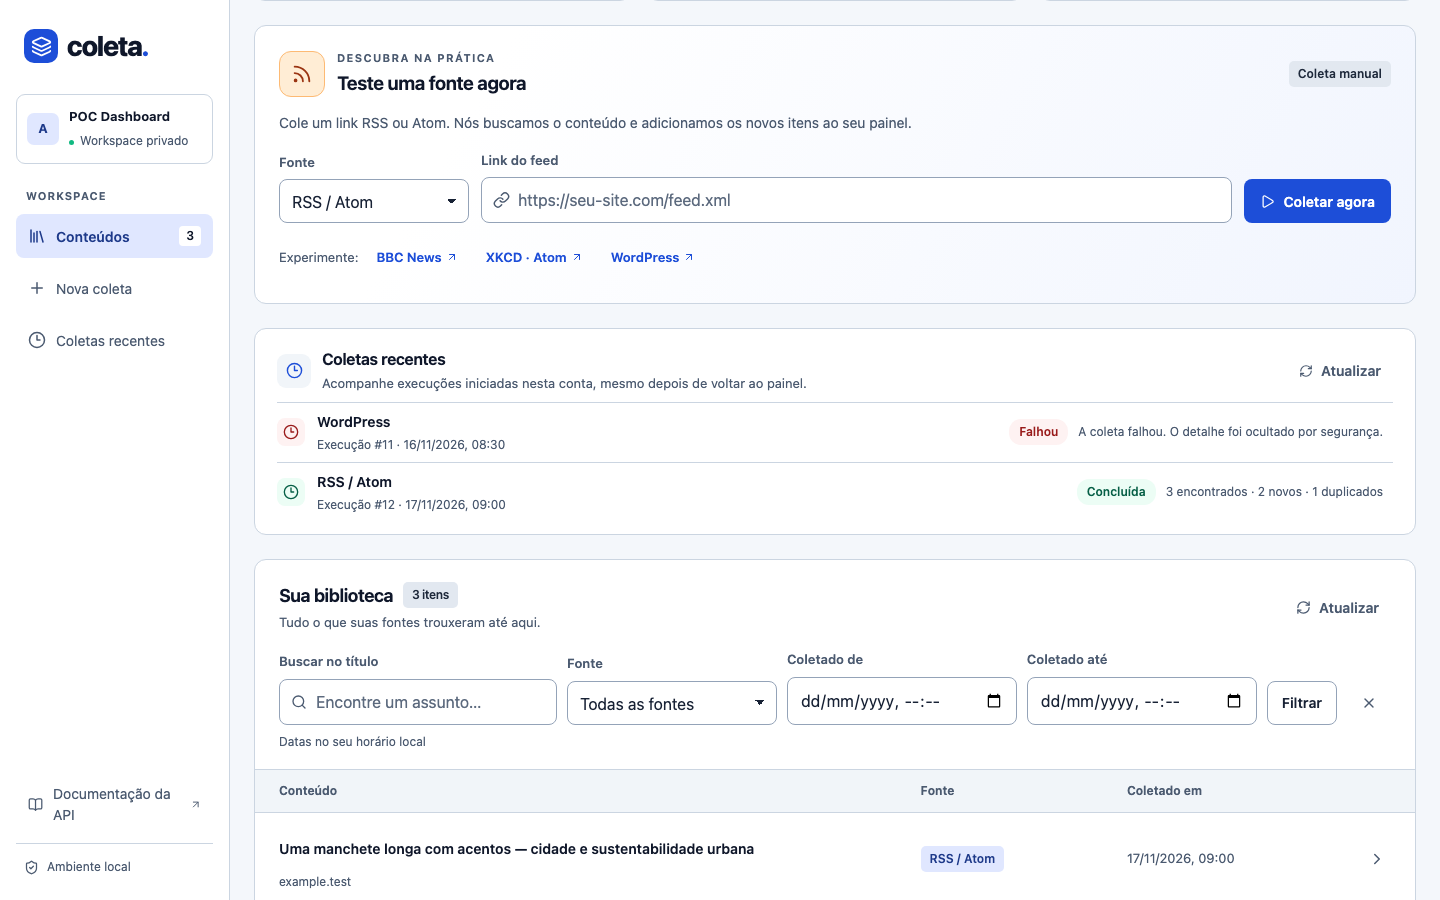 coleta.
A
POC Dashboard
Workspace privado
WORKSPACE
Conteúdos
3
Nova coleta
Coletas recentes
Documentação da
API
Ambiente local
DESCUBRA NA PRÁTICA
Teste uma fonte agora
Coleta manual
Cole um link RSS ou Atom. Nós buscamos o conteúdo e adicionamos os novos itens ao seu painel.
Fonte
Link do feed
RSS / Atom
https://seu-site.com/feed.xml
Coletar agora
Experimente:
BBC News
XKCD · Atom
WordPress
Coletas recentes
Acompanhe execuções iniciadas nesta conta, mesmo depois de voltar ao painel.
Atualizar
WordPress
Execução #11 · 16/11/2026, 08:30
Falhou
A coleta falhou. O detalhe foi ocultado por segurança.
RSS / Atom
Execução #12 · 17/11/2026, 09:00
Concluída
3 encontrados · 2 novos · 1 duplicados
Sua biblioteca
3 itens
Tudo o que suas fontes trouxeram até aqui.
Atualizar
Buscar no título
Fonte
Coletado de
Coletado até
Encontre um assunto...
Todas as fontes
dd/mm/yyyy, --:--
dd/mm/yyyy, --:--
Filtrar
Datas no seu horário local
Conteúdo
Fonte
Coletado em
Uma manchete longa com acentos — cidade e sustentabilidade urbana
example.test
RSS / Atom
17/11/2026, 09:00